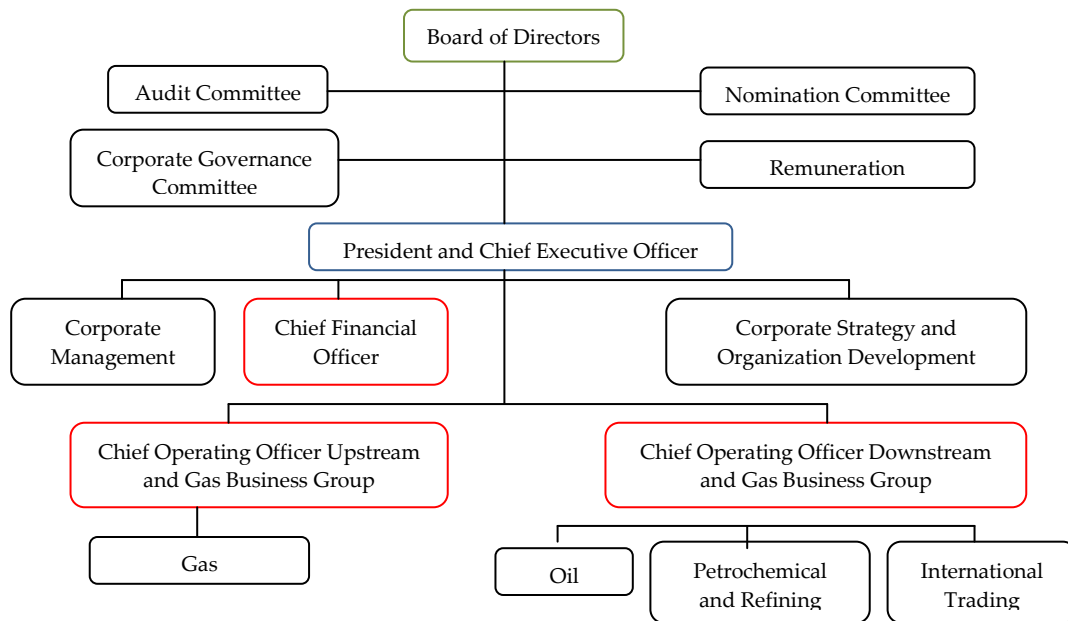 Board of Directors
Audit Committee
Nomination Committee
Corporate Governance
Committee
Remuneration
President and Chief Executive Officer
Corporate
Management
Chief Financial
Officer
Corporate Strategy and
Organization Development
Chief Operating Officer Upstream
and Gas Business Group
Chief Operating Officer Downstream
and Gas Business Group
Gas
Oil
Petrochemical
and Refining
International
Trading